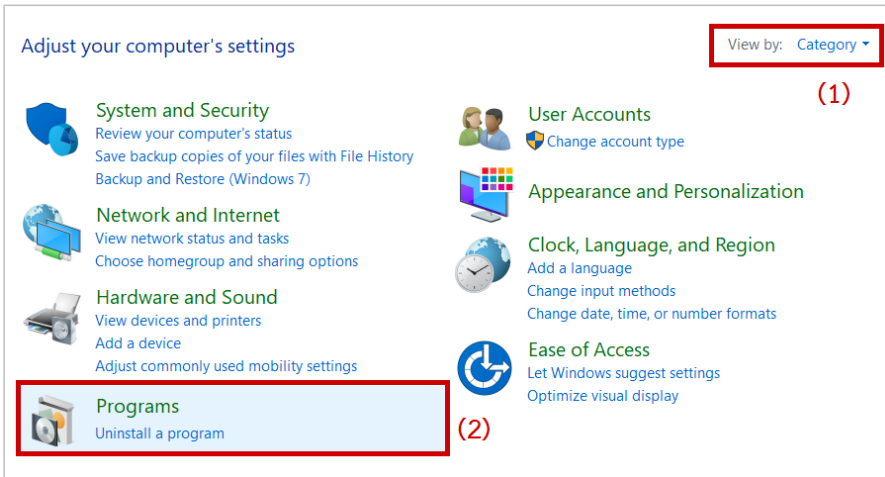 Adjust your computer's settings
View by: Category
(1)
System and Security
Review your computer's status
Save backup copies of your files with File History
Backup and Restore (Windows 7)
Network and Internet
View network status and tasks
Choose homegroup and sharing options
Hardware and Sound
View devices and printers
Add a device
Adjust commonly used mobility settings
Programs
Uninstall a program
(2)
User Accounts
Change account type
Appearance and Personalization
Clock, Language, and Region
Add a language
Change input methods
Change date, time, or number formats
Ease of Access
Let Windows suggest settings
Optimize visual display